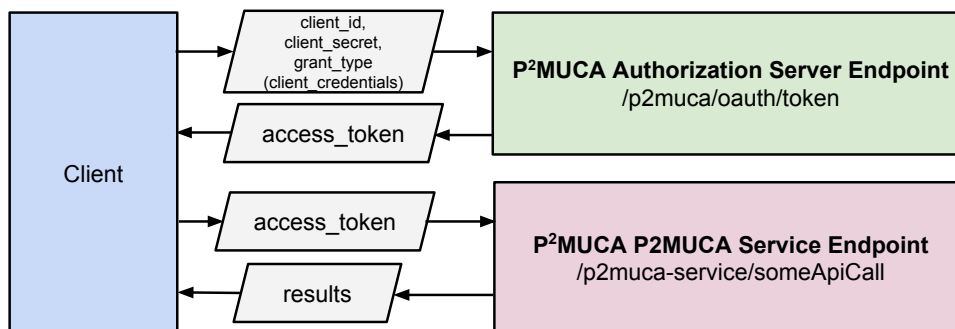 Client
client_id,
client_secret,
grant_type
(client_credentials)
P²MUCA Authorization Server Endpoint
/p2muca/oauth/token
access_token
access_token
P²MUCA P2MUCA Service Endpoint
/p2muca-service/someApiCall
results